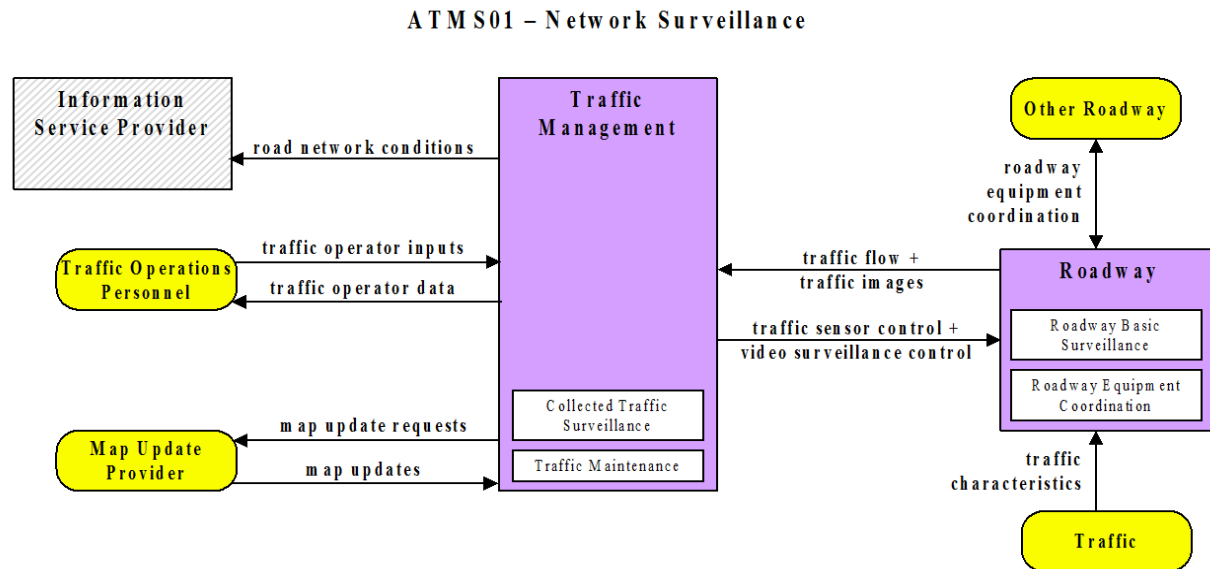 ATMS01 – Network Surveillance
Information
Service Provider
Traffic
Management
Other Roadway
road network conditions
roadway
equipment
coordination
traffic operator inputs
Traffic Operations
Personnel
traffic operator data
traffic flow +
traffic images
Roadway
traffic sensor control +
video surveillance control
Roadway Basic
Surveillance
Roadway Equipment
Coordination
Collected Traffic
Surveillance
map update requests
Map Update
Provider
map updates
Traffic Maintenance
traffic
characteristics
Traffic